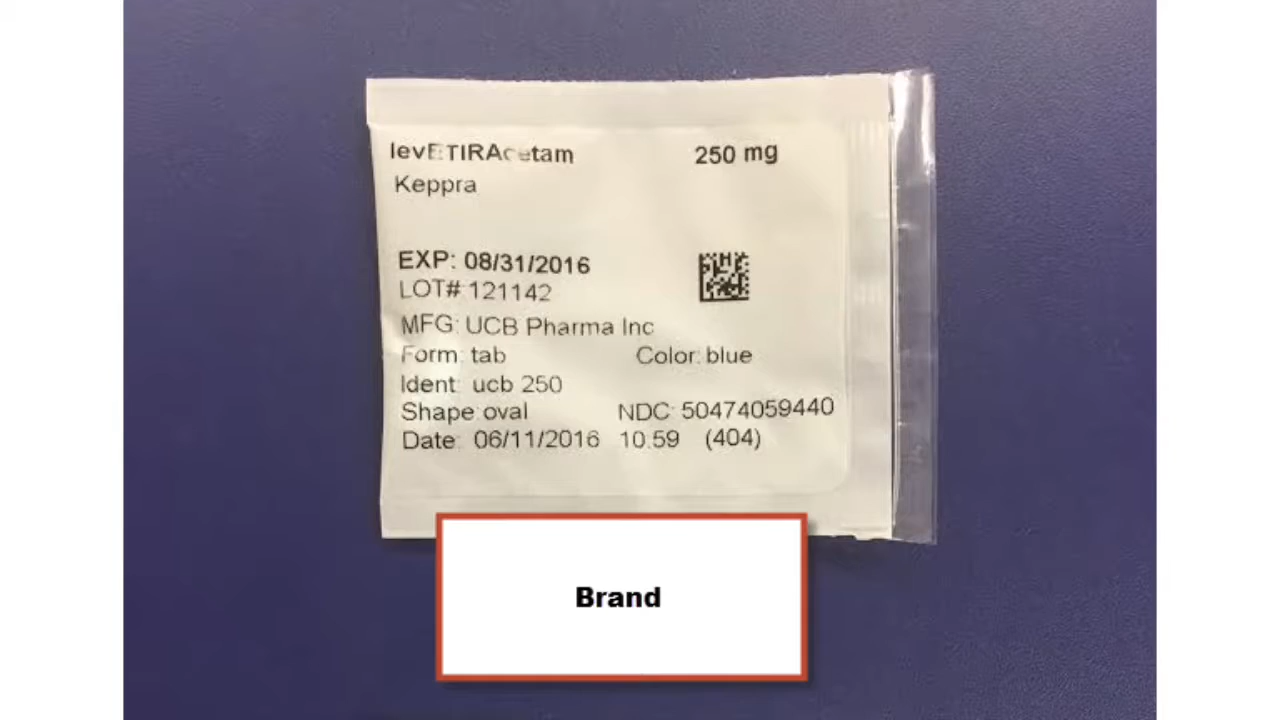 levETIRAcetam 250 mg
Keppra
EXP: 08/31/2016
LOT# 121142
MFG: UCB Pharma Inc
Form: tab Color: blue
Ident: ucb 250
Shape: oval NDC: 50474059440
Date: 06/11/2016 10:59 (404)
Brand